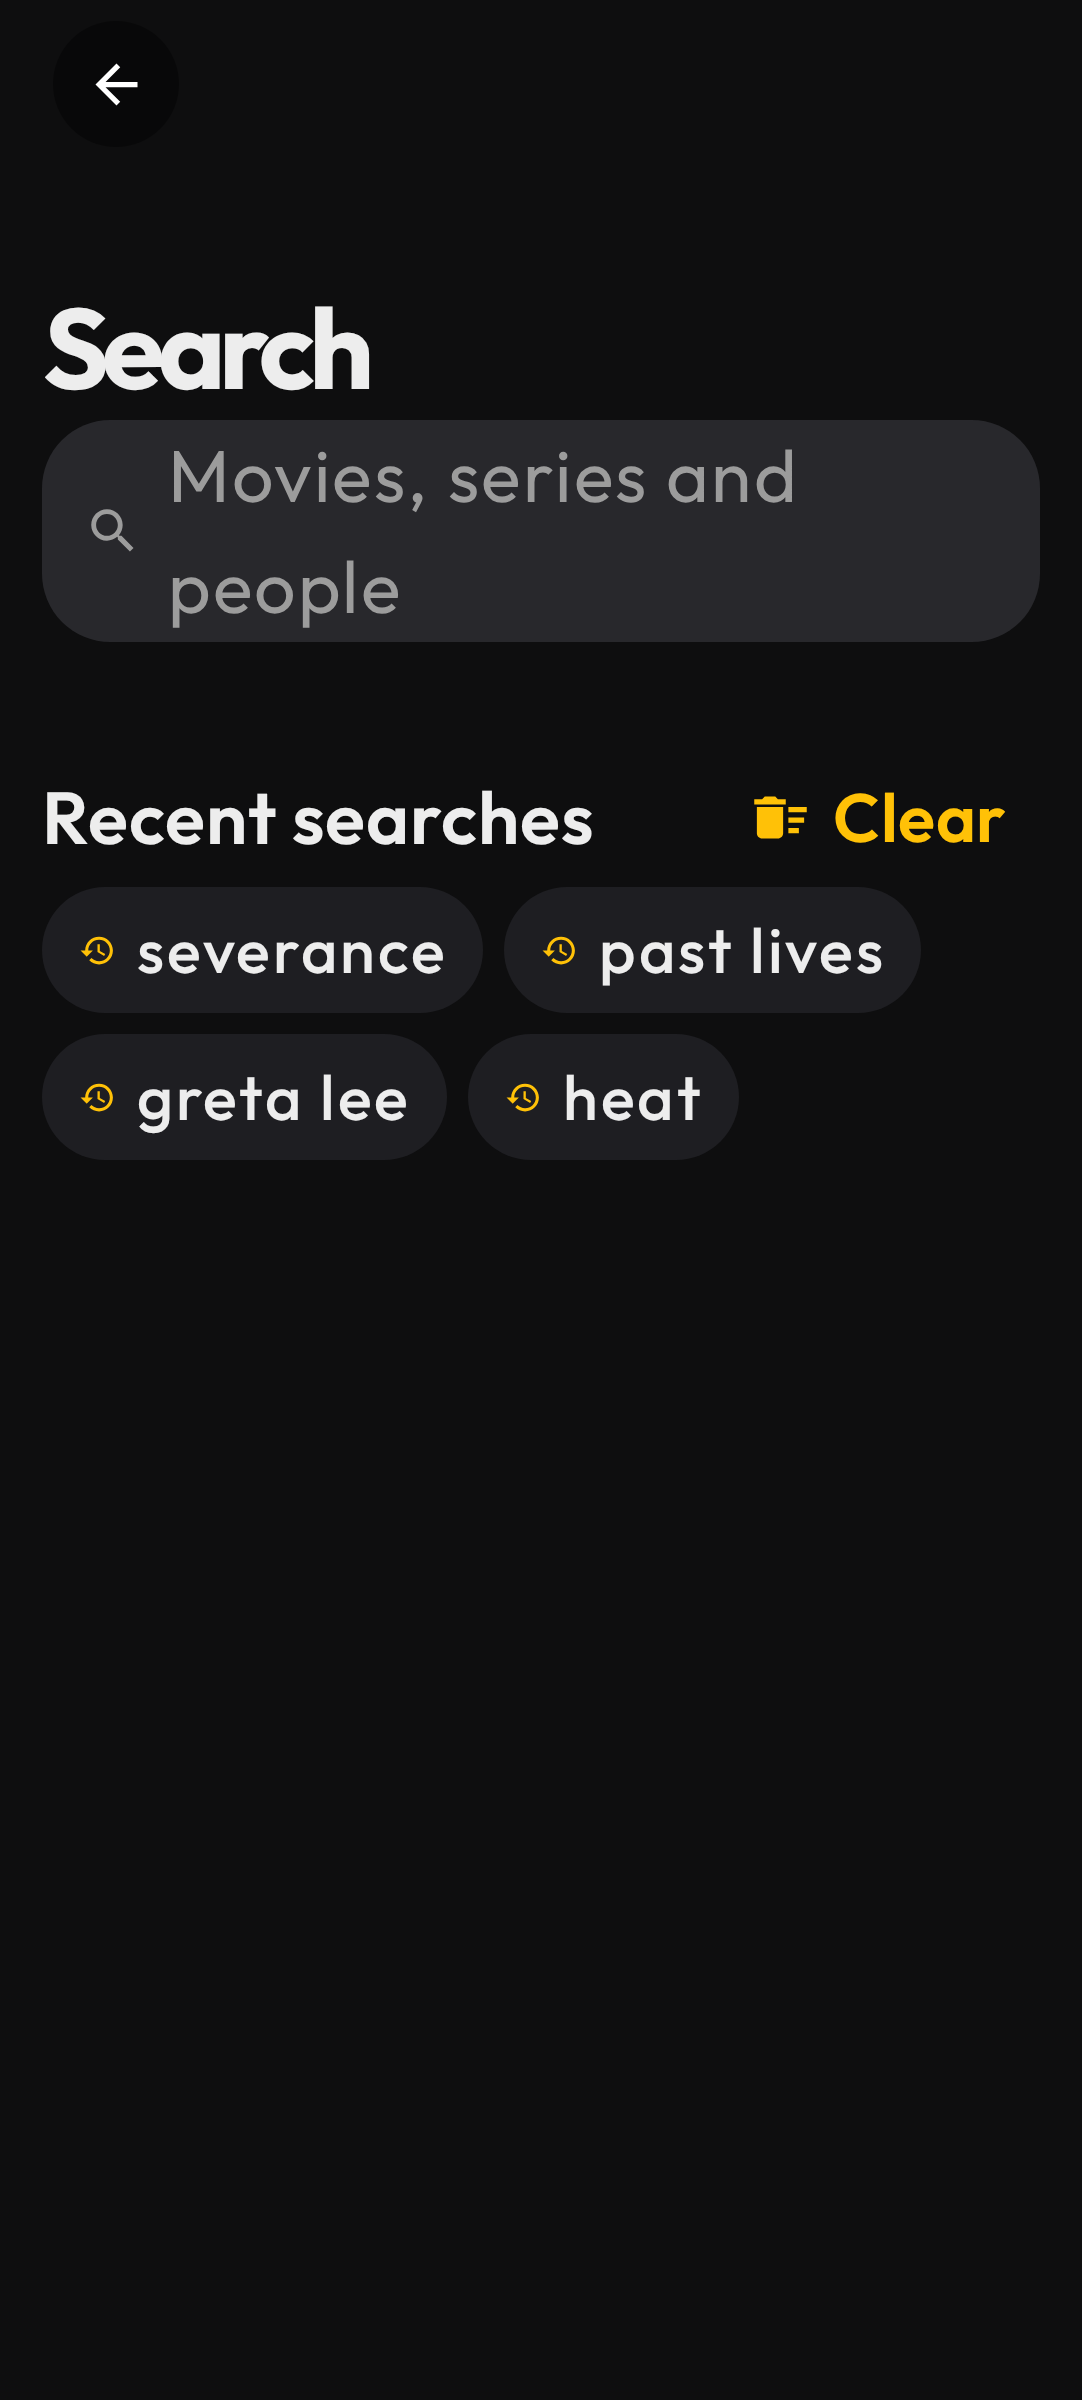 Search
Movies, series and
people
Recent searches
Clear
severance
past lives
greta lee
heat